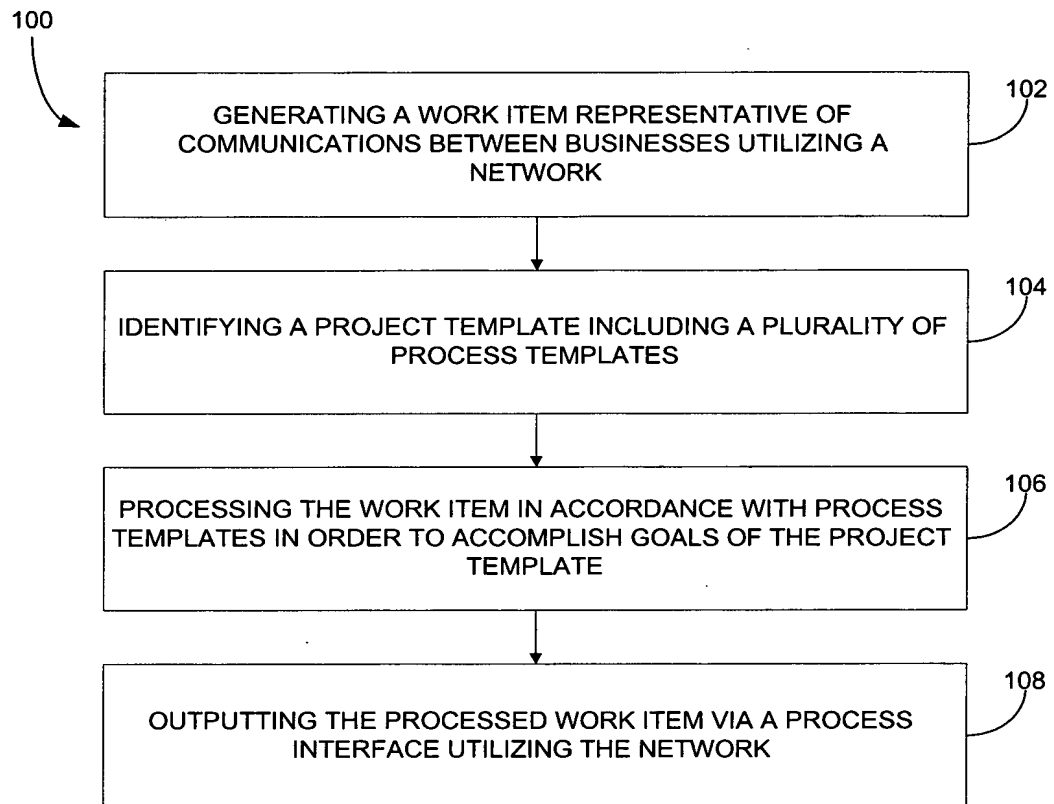 100
102
GENERATING A WORK ITEM REPRESENTATIVE OF
COMMUNICATIONS BETWEEN BUSINESSES UTILIZING A
NETWORK
104
IDENTIFYING A PROJECT TEMPLATE INCLUDING A PLURALITY OF
PROCESS TEMPLATES
106
PROCESSING THE WORK ITEM IN ACCORDANCE WITH PROCESS
TEMPLATES IN ORDER TO ACCOMPLISH GOALS OF THE PROJECT
TEMPLATE
108
OUTPUTTING THE PROCESSED WORK ITEM VIA A PROCESS
INTERFACE UTILIZING THE NETWORK